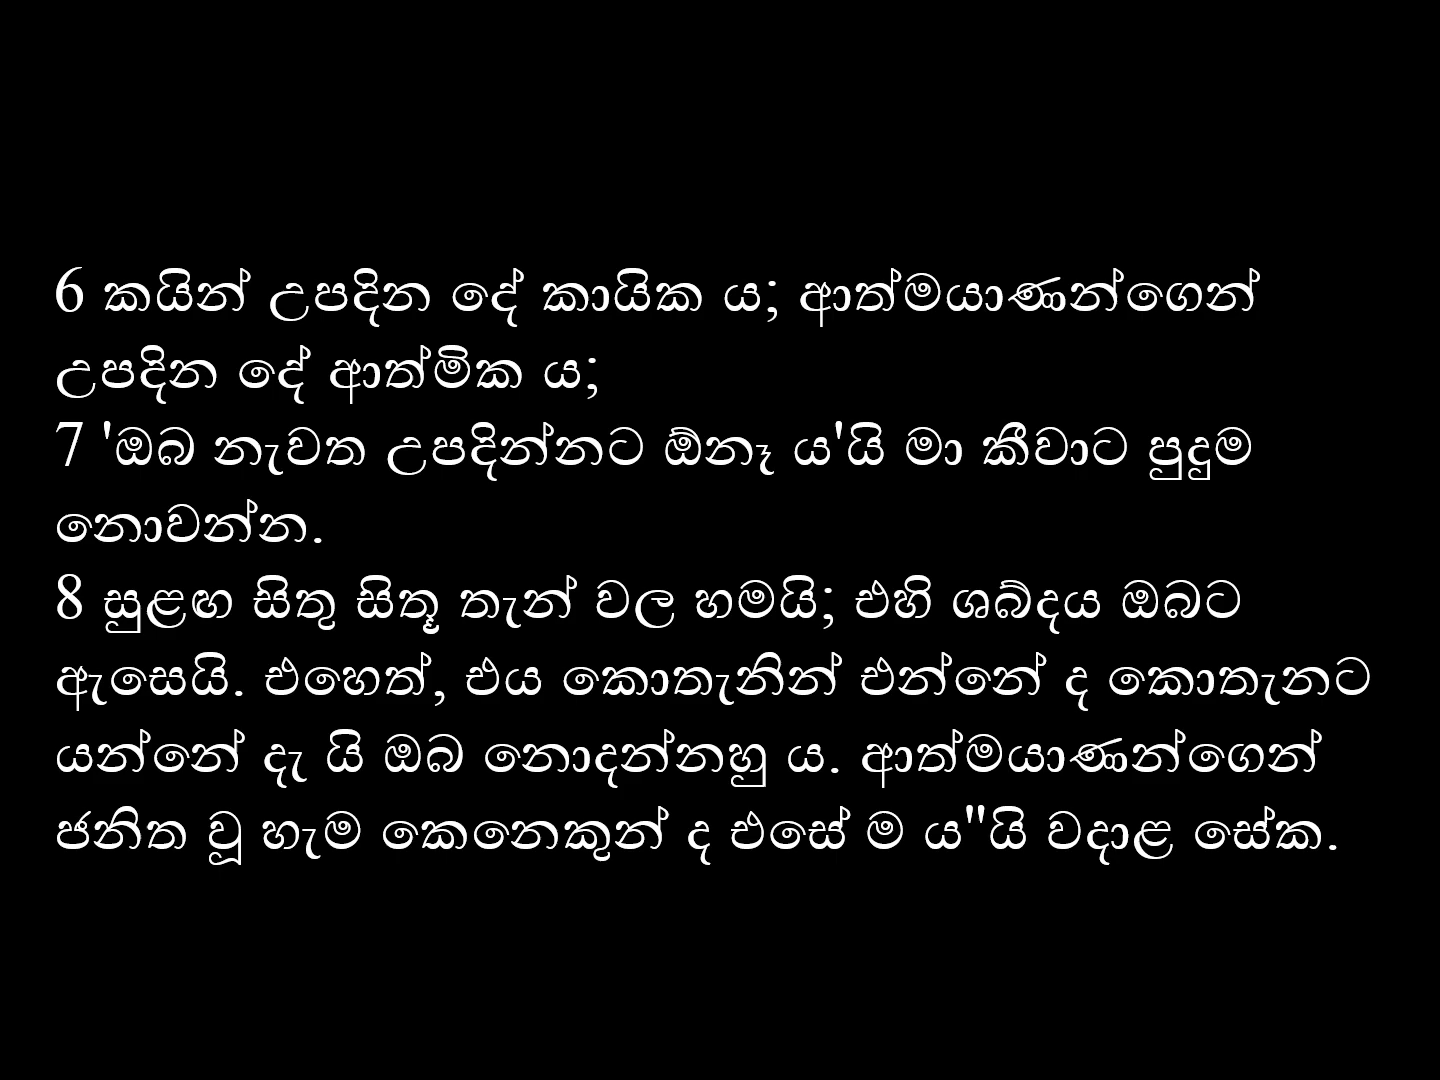 6 කයින් උපදින දේ කායික ය; ආත්මයාණන්ගෙන්
උපදින දේ ආත්මික ය;
7 'ඔබ නැවත උපදින්නට ඕනෑ ය'යි මා කීවාට පුදුම
නොවන්න.
8 සුළඟ සිතු සිතූ තැන් වල හමයි; එහි ශබ්දය ඔබට
ඇසෙයි. එහෙත්, එය කොතැනින් එන්නේ ද කොතැනට
යන්නේ දැ යි ඔබ නොදන්නහු ය. ආත්මයාණන්ගෙන්
ජනිත වූ හැම කෙනෙකුන් ද එසේ ම ය"යි වදාළ සේක.